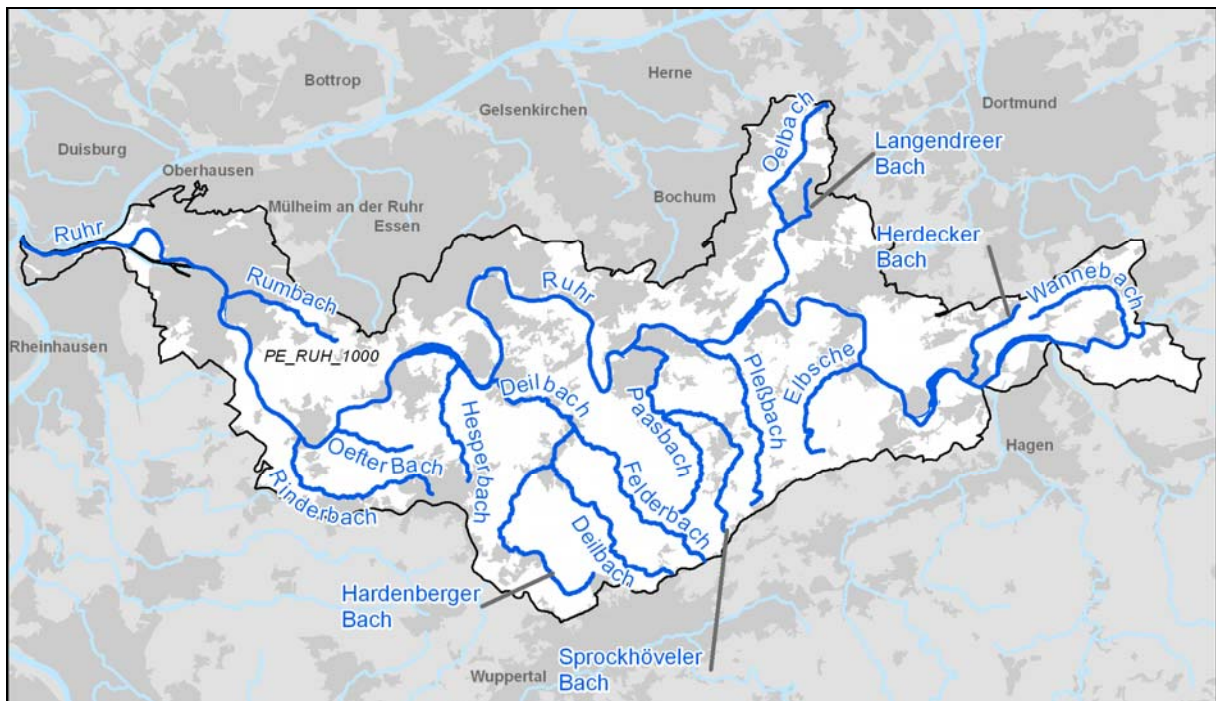 Herne
Bottrop
Gelsenkirchen
Dortmund
Oelbach
Langendreer
Bach
Duisburg
Oberhausen
Bochum
Mülheim an der Ruhr
Essen
Ruhr
Herdecker
Bach
Rumbach
Ruhr
Wannebach
Rheinhausen
PE_RUH_1000
Elbsche
Pleßbach
Deilbach
Paasbach
Hesperbach
Oefter Bach
Hagen
Rinderbach
Felderbach
Deilbach
Hardenberger
Bach
Sprockhöveler
Bach
Wuppertal